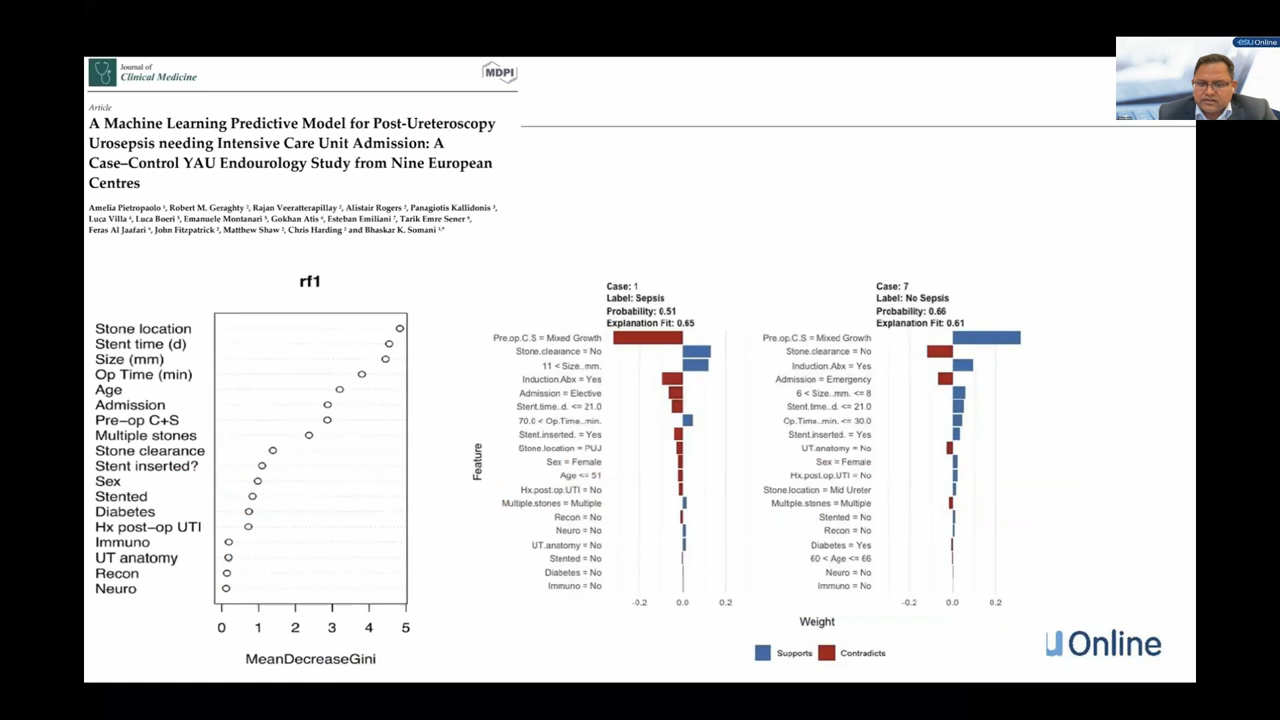 Journal of
Clinical Medicine
MDPI
esu Online
Article
A Machine Learning Predictive Model for Post-Ureteroscopy
Urosepsis needing Intensive Care Unit Admission: A
Case–Control YAU Endourology Study from Nine European
Centres
Amelia Pietropaolo 1, Robert M. Geraghty 2, Rajan Veeratterapillay 2, Alistair Rogers 2, Panagiotis Kallidonis 3,
Luca Villa 4, Luca Boeri 5, Emanuele Montanari 5, Gokhan Atis 6, Esteban Emiliani 7, Tarik Emre Sener 8,
Feras Al Jaafari 9, John Fitzpatrick 2, Matthew Shaw 2, Chris Harding 2 and Bhaskar K. Somani 1,*
rf1
Stone location
Stent time (d)
Size (mm)
Op Time (min)
Age
Admission
Pre-op C+S
Multiple stones
Stone clearance
Stent inserted?
Sex
Stented
Diabetes
Hx post-op UTI
Immuno
UT anatomy
Recon
Neuro
0 1 2 3 4 5
MeanDecreaseGini
Case: 1
Label: Sepsis
Probability: 0.51
Explanation Fit: 0.65
Feature
Pre.op.C.S = Mixed Growth
Stone.clearance = No
11 < Size..mm.
Induction.Abx = Yes
Admission = Elective
Stent.time..d. <= 21.0
70.0 < Op.Time..min.
Stent.inserted. = Yes
Stone.location = PUJ
Sex = Female
Age <= 51
Hx.post.op.UTI = No
Multiple.stones = Multiple
Recon = No
Neuro = No
UT.anatomy = No
Stented = No
Diabetes = No
Immuno = No
-0.2 0.0 0.2
Case: 7
Label: No Sepsis
Probability: 0.66
Explanation Fit: 0.61
Pre.op.C.S = Mixed Growth
Stone.clearance = No
Induction.Abx = Yes
Admission = Emergency
6 < Size..mm. <= 8
Stent.time..d. <= 21.0
Op.Time..min. <= 30.0
Stent.inserted. = Yes
UT.anatomy = No
Sex = Female
Hx.post.op.UTI = No
Stone.location = Mid Ureter
Multiple.stones = Multiple
Stented = No
Recon = No
Diabetes = Yes
60 < Age <= 66
Neuro = No
Immuno = No
-0.2 0.0 0.2
Weight
Supports Contradicts
u Online